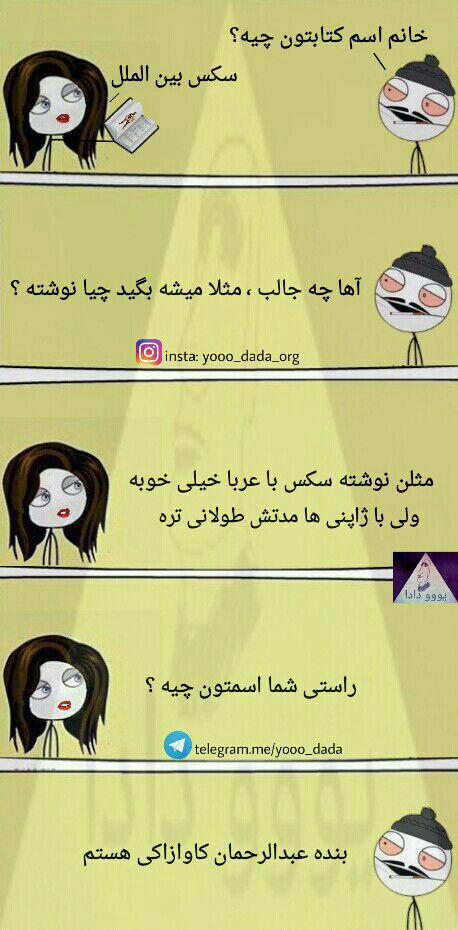 خانم اسم کتابتون چیه؟
سکس بین الملل
آها چه جالب ، مثلا میشه بگید چیا نوشته ؟
insta: yooo_dada_org
مثلن نوشته سکس با عربا خیلی خوبه
ولی با ژاپنی ها مدتش طولانی تره
یووو دادا
راستی شما اسمتون چیه ؟
telegram.me/yooo_dada
یووو دادا
بنده عبدالرحمان کاوازاکی هستم